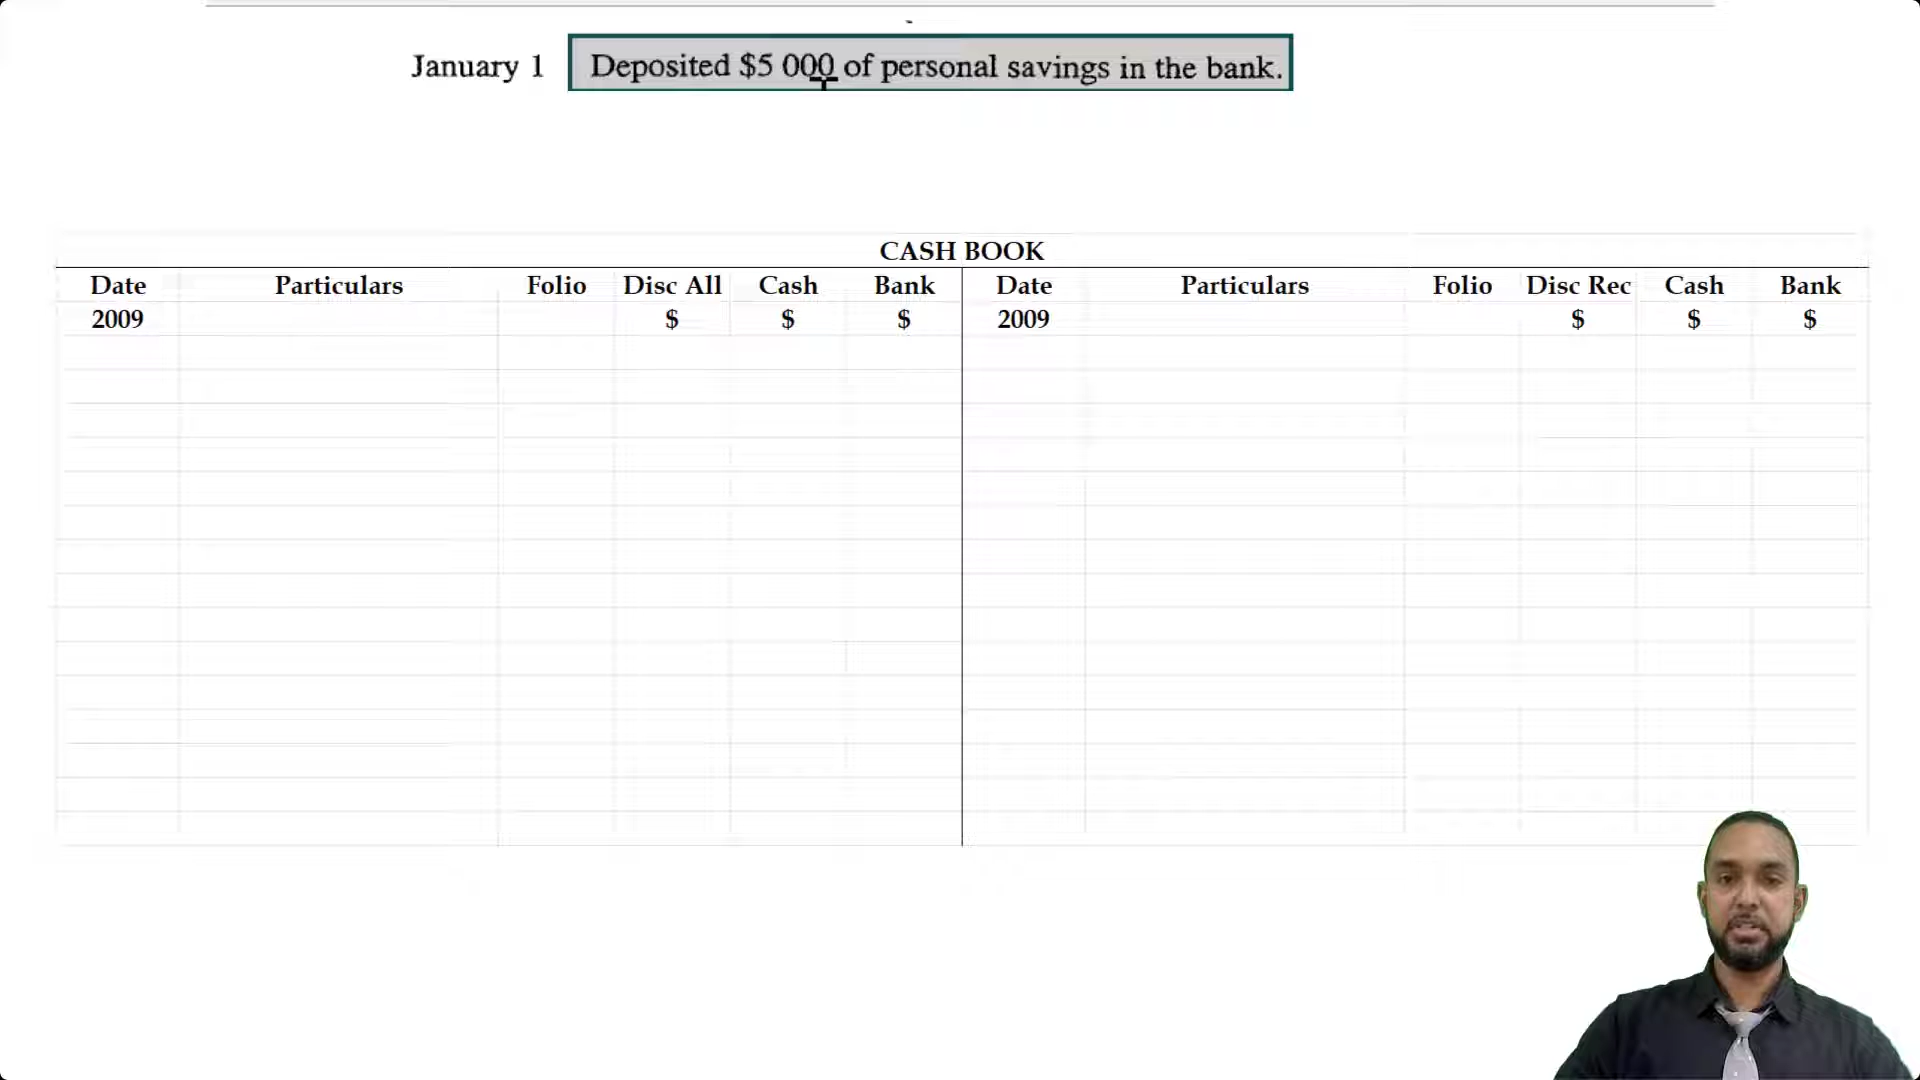 January 1 Deposited $5 000 of personal savings in the bank.
CASH BOOK
Date Particulars Folio Disc All Cash Bank Date Particulars Folio Disc Rec Cash Bank
2009 $ $ $ 2009 $ $ $